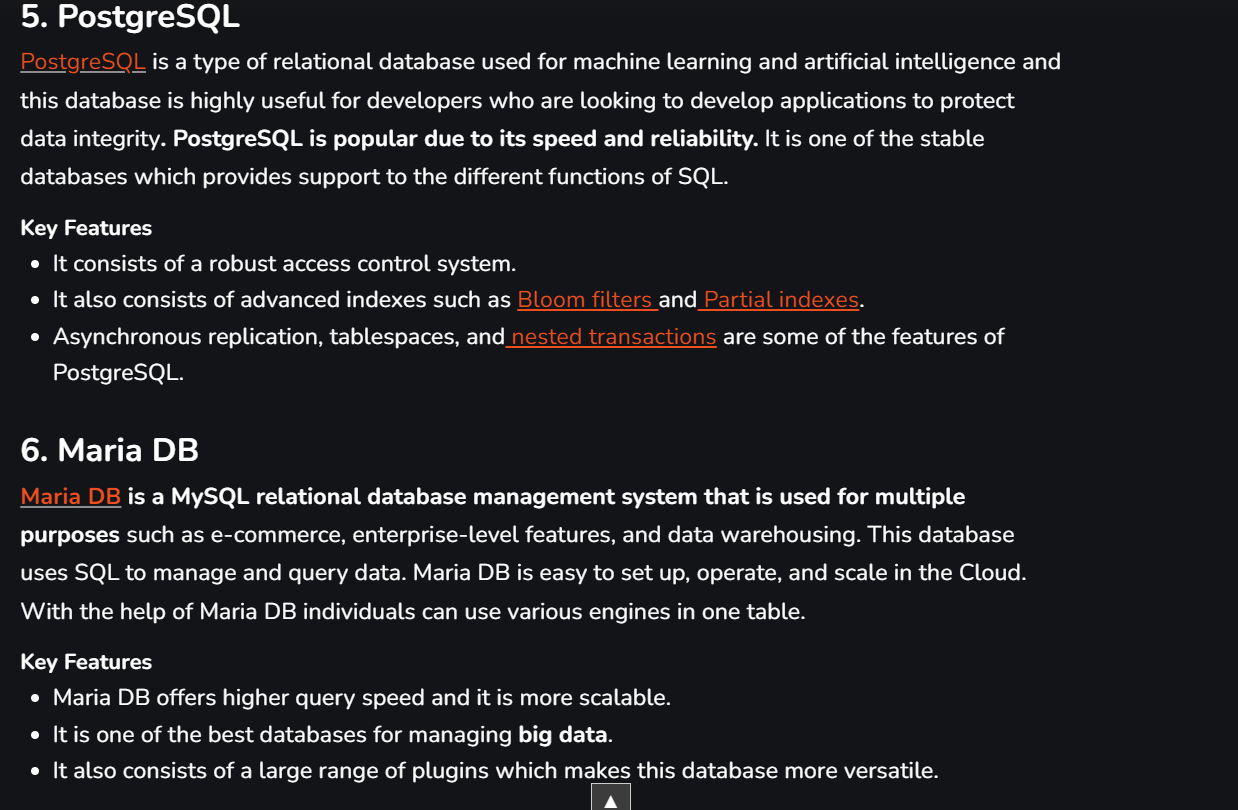 5. PostgreSQL
PostgreSQL is a type of relational database used for machine learning and artificial intelligence and
this database is highly useful for developers who are looking to develop applications to protect
data integrity. PostgreSQL is popular due to its speed and reliability. It is one of the stable
databases which provides support to the different functions of SQL.
Key Features
• It consists of a robust access control system.
• It also consists of advanced indexes such as Bloom filters and Partial indexes.
• Asynchronous replication, tablespaces, and nested transactions are some of the features of
PostgreSQL.
6. Maria DB
Maria DB is a MySQL relational database management system that is used for multiple
purposes such as e-commerce, enterprise-level features, and data warehousing. This database
uses SQL to manage and query data. Maria DB is easy to set up, operate, and scale in the Cloud.
With the help of Maria DB individuals can use various engines in one table.
Key Features
• Maria DB offers higher query speed and it is more scalable.
• It is one of the best databases for managing big data.
• It also consists of a large range of plugins which makes this database more versatile.